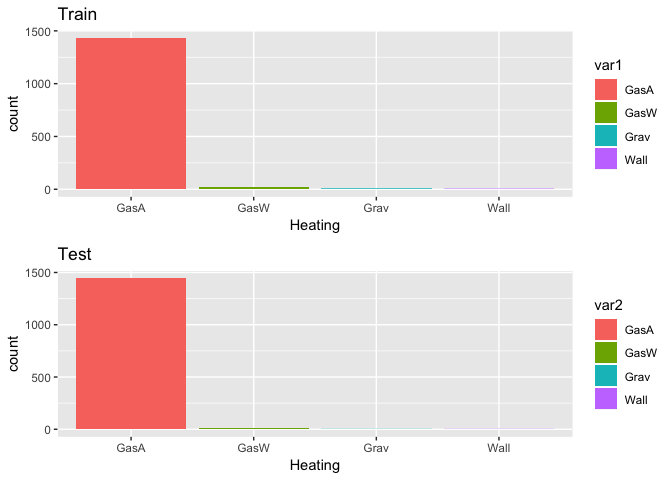 Train
count
1500
1000
500
0
GasA GasW Grav Wall
Heating
var1
GasA
GasW
Grav
Wall
Test
count
1500
1000
500
0
GasA GasW Grav Wall
Heating
var2
GasA
GasW
Grav
Wall